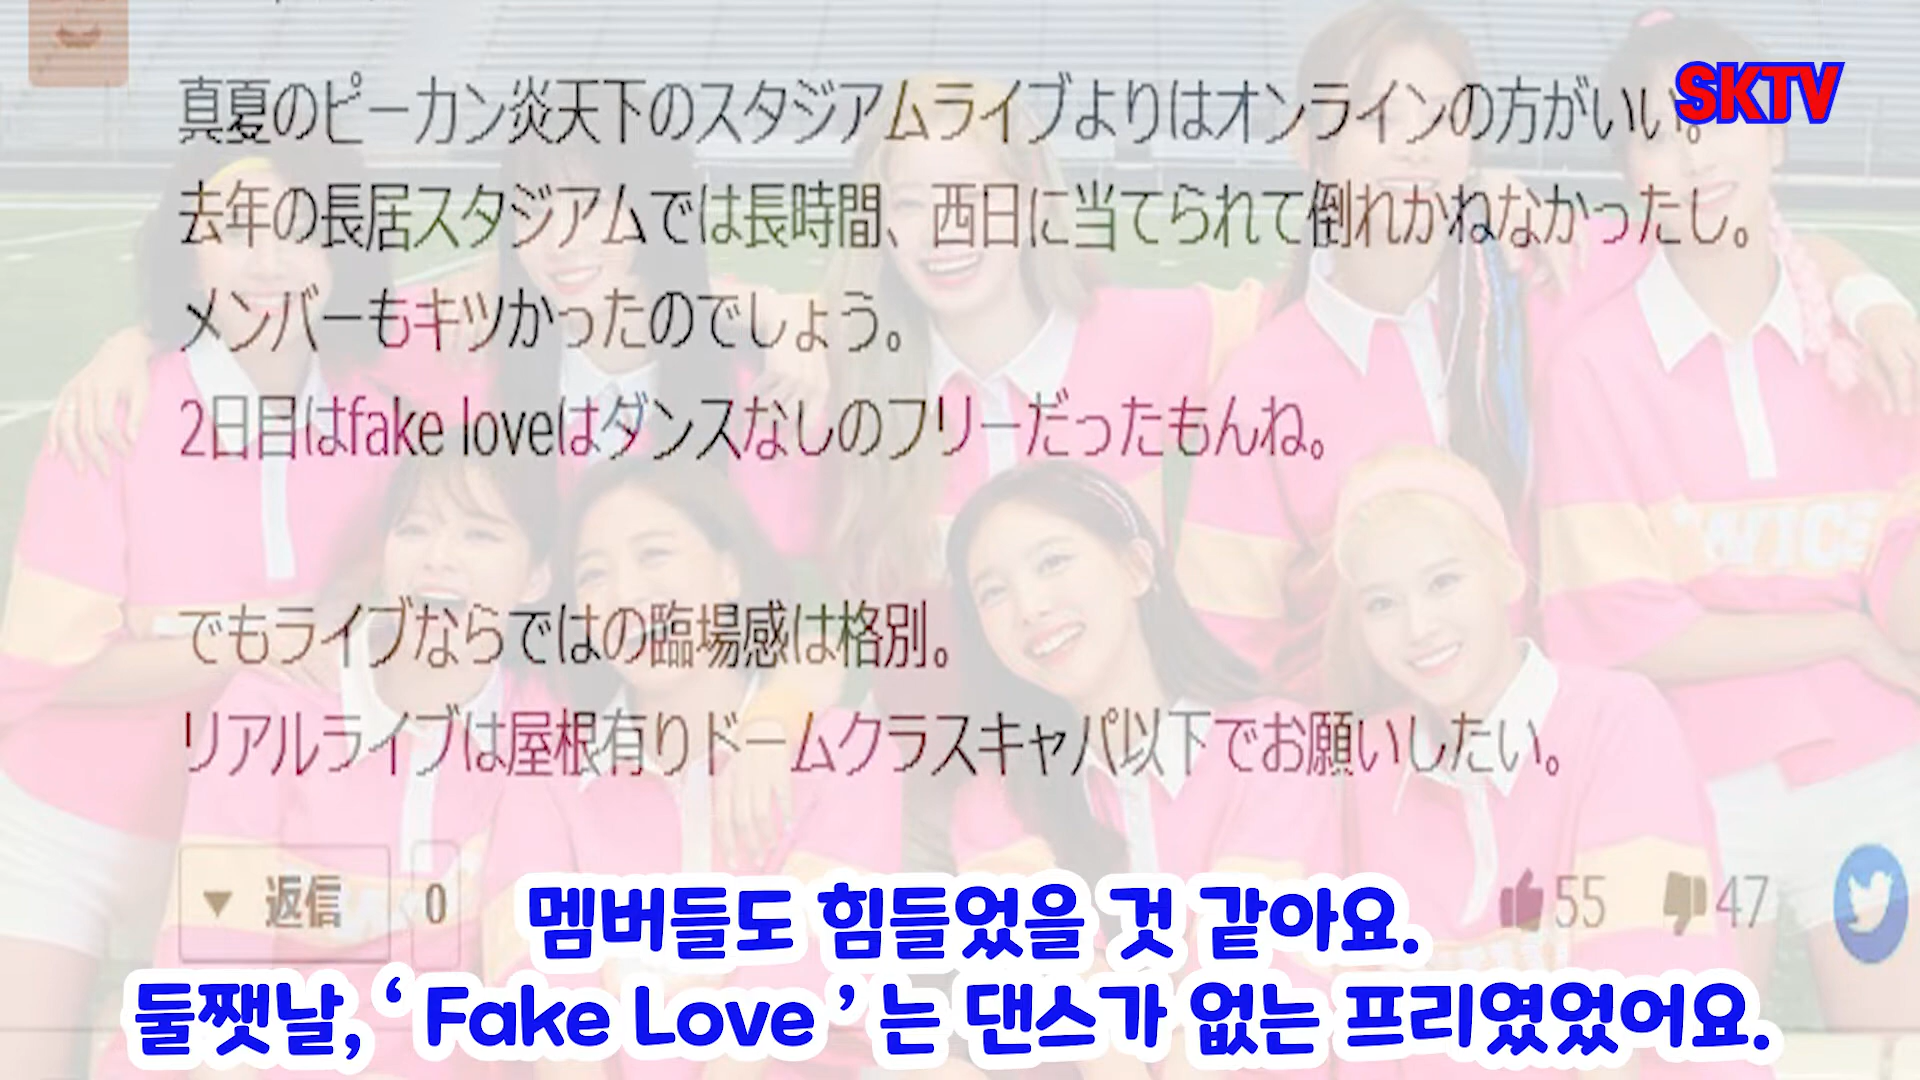 SKTV
真夏のピーカン炎天下のスタジアムライブよりはオンラインの方がいい。
去年の長居スタジアムでは長時間、西日に当てられて倒れかねなかったし。
メンバーもキツかったのでしょう。
2日目はfake loveはダンスなしのフリーだったもんね。
でもライブならではの臨場感は格別。
リアルライブは屋根有りドームクラスキャパ以下でお願いしたい。
▼ 返信 0
55 47
멤버들도 힘들었을 것 같아요.
둘쨋날, ‘ Fake Love ’ 는 댄스가 없는 프리였었어요.